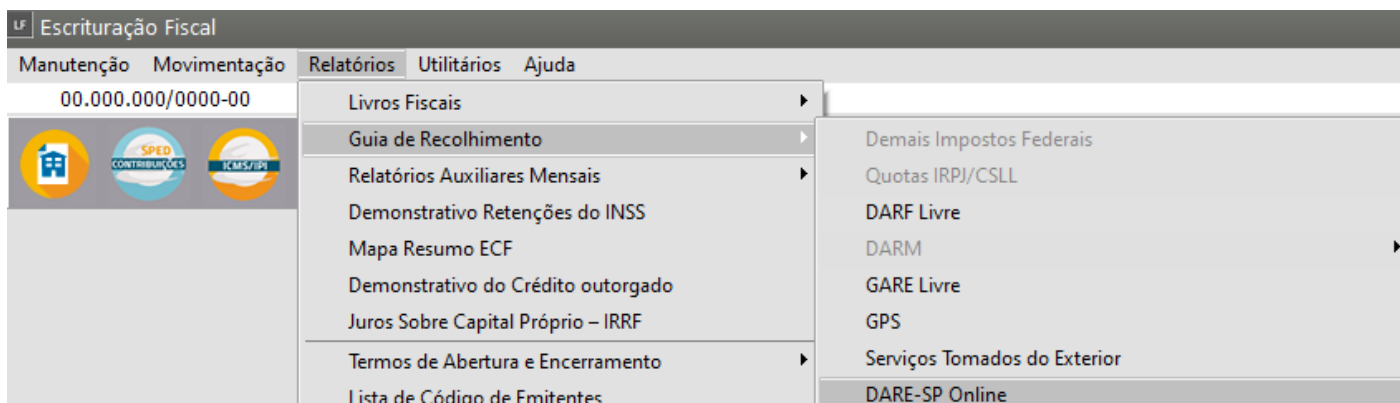 LF Escrituração Fiscal
Manutenção Movimentação Relatórios Utilitários Ajuda
00.000.000/0000-00
SPED
CONTRIBUIÇÕES
ICMS/IPI
Livros Fiscais
Guia de Recolhimento
Relatórios Auxiliares Mensais
Demonstrativo Retenções do INSS
Mapa Resumo ECF
Demonstrativo do Crédito outorgado
Juros Sobre Capital Próprio – IRRF
Termos de Abertura e Encerramento
Lista de Código de Emitentes
Demais Impostos Federais
Quotas IRPJ/CSLL
DARF Livre
DARM
GARE Livre
GPS
Serviços Tomados do Exterior
DARE-SP Online